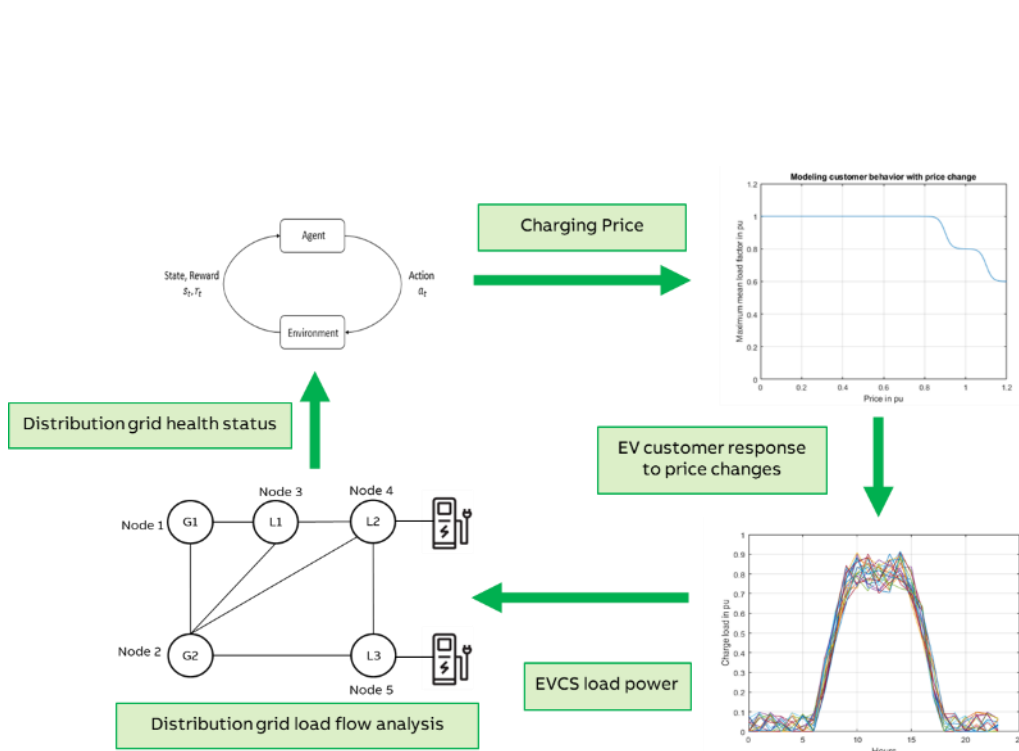 Modeling customer behavior with price change
Agent
State, Reward
s_t, r_t
Action
a_t
Environment
Charging Price
Maximum mean load factor in pu
1.2
1
0.8
0.6
0.4
0.2
0
0 0.2 0.4 0.6 0.8 1 1.2
Price in pu
Distribution grid health status
EV customer response
to price changes
Node 1
Node 3
Node 4
G1
L1
L2
Node 2
G2
L3
Node 5
Distribution grid load flow analysis
EVCS load power
Charge load in pu
1
0.9
0.8
0.7
0.6
0.5
0.4
0.3
0.2
0.1
0
0 5 10 15 20
Hours